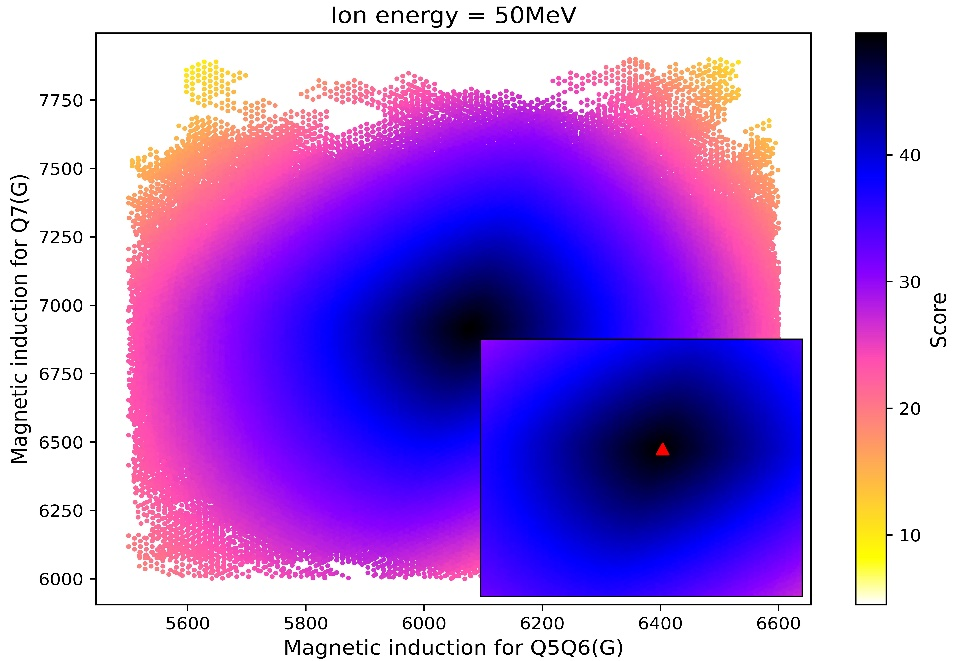 Ion energy = 50MeV
Magnetic induction for Q7(G)
7750
7500
7250
7000
6750
6500
6250
6000
5600 5800 6000 6200 6400 6600
Magnetic induction for Q5Q6(G)
40
30
20
10
Score